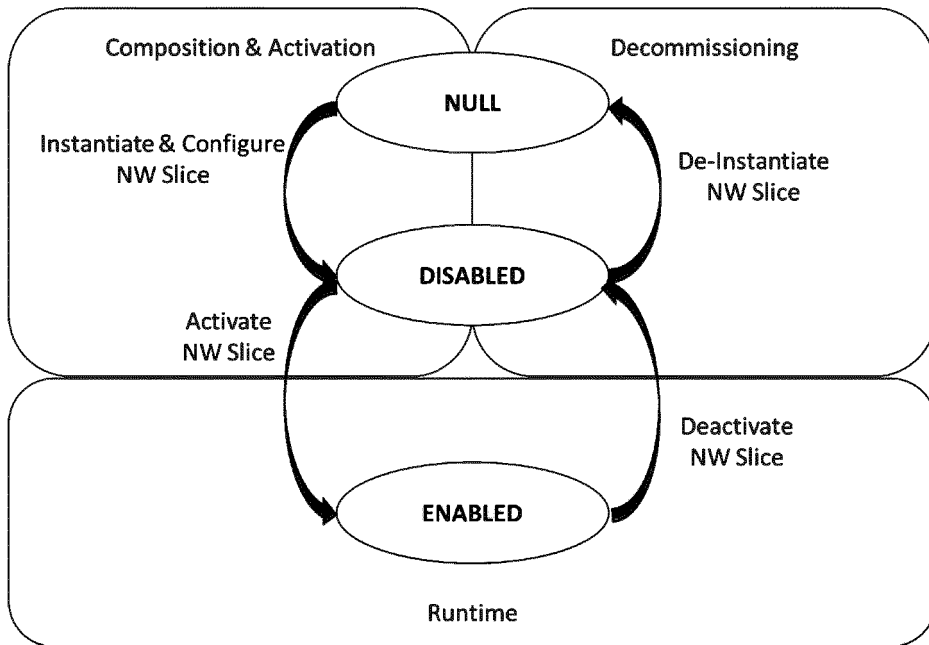 Composition & Activation
Decommissioning
NULL
Instantiate & Configure
NW Slice
De-Instantiate
NW Slice
DISABLED
Activate
NW Slice
Deactivate
NW Slice
ENABLED
Runtime